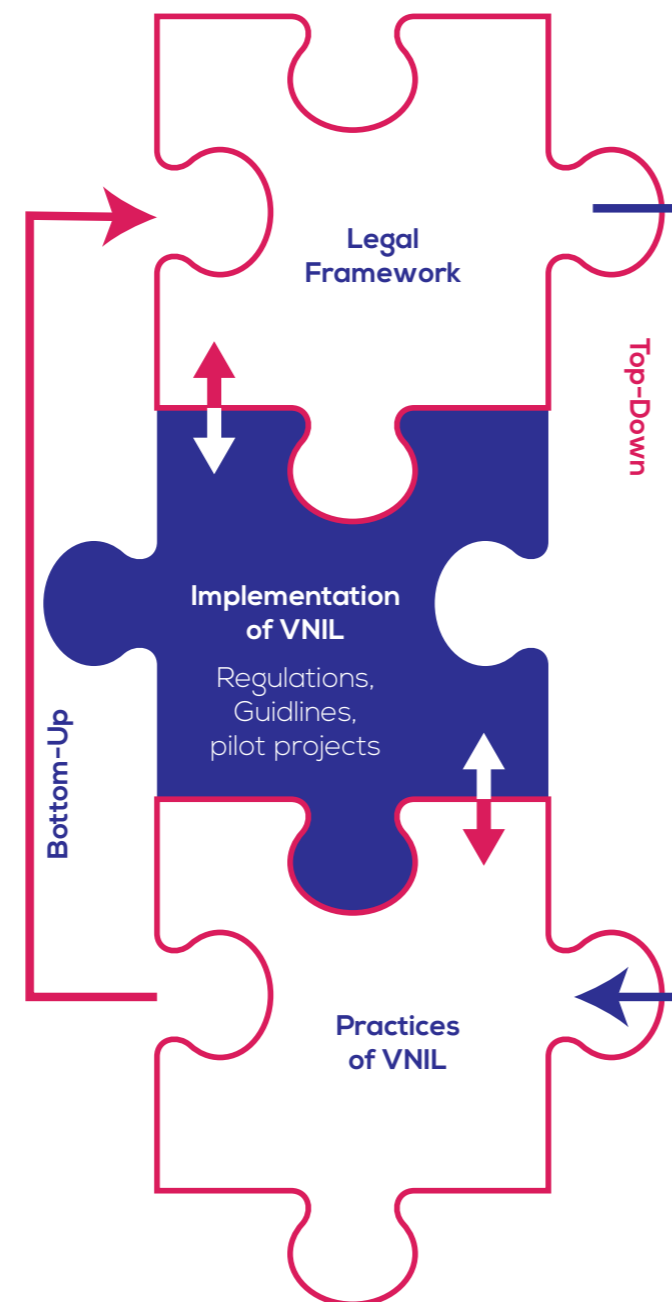 Legal
Framework
Top-Down
Implementation
of VNIL
Regulations,
Guidlines,
pilot projects
Bottom-Up
Practices
of VNIL